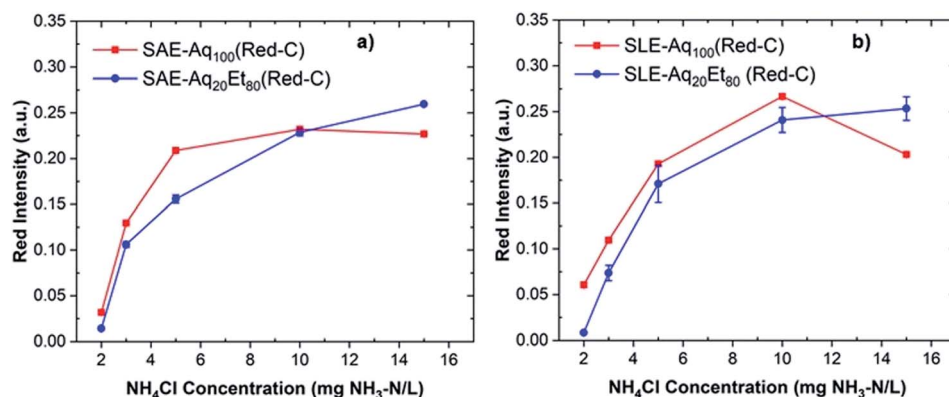 a)
SAE-Aq₁₀₀(Red-C)
SAE-Aq₂₀Et₈₀(Red-C)
0.35
0.30
0.25
0.20
0.15
0.10
0.05
0.00
Red Intensity (a.u.)
2 4 6 8 10 12 14 16
NH₄Cl Concentration (mg NH₃-N/L)
b)
SLE-Aq₁₀₀(Red-C)
SLE-Aq₂₀Et₈₀ (Red-C)
0.35
0.30
0.25
0.20
0.15
0.10
0.05
0.00
Red Intensity (a.u.)
2 4 6 8 10 12 14 16
NH₄Cl Concentration (mg NH₃-N/L)